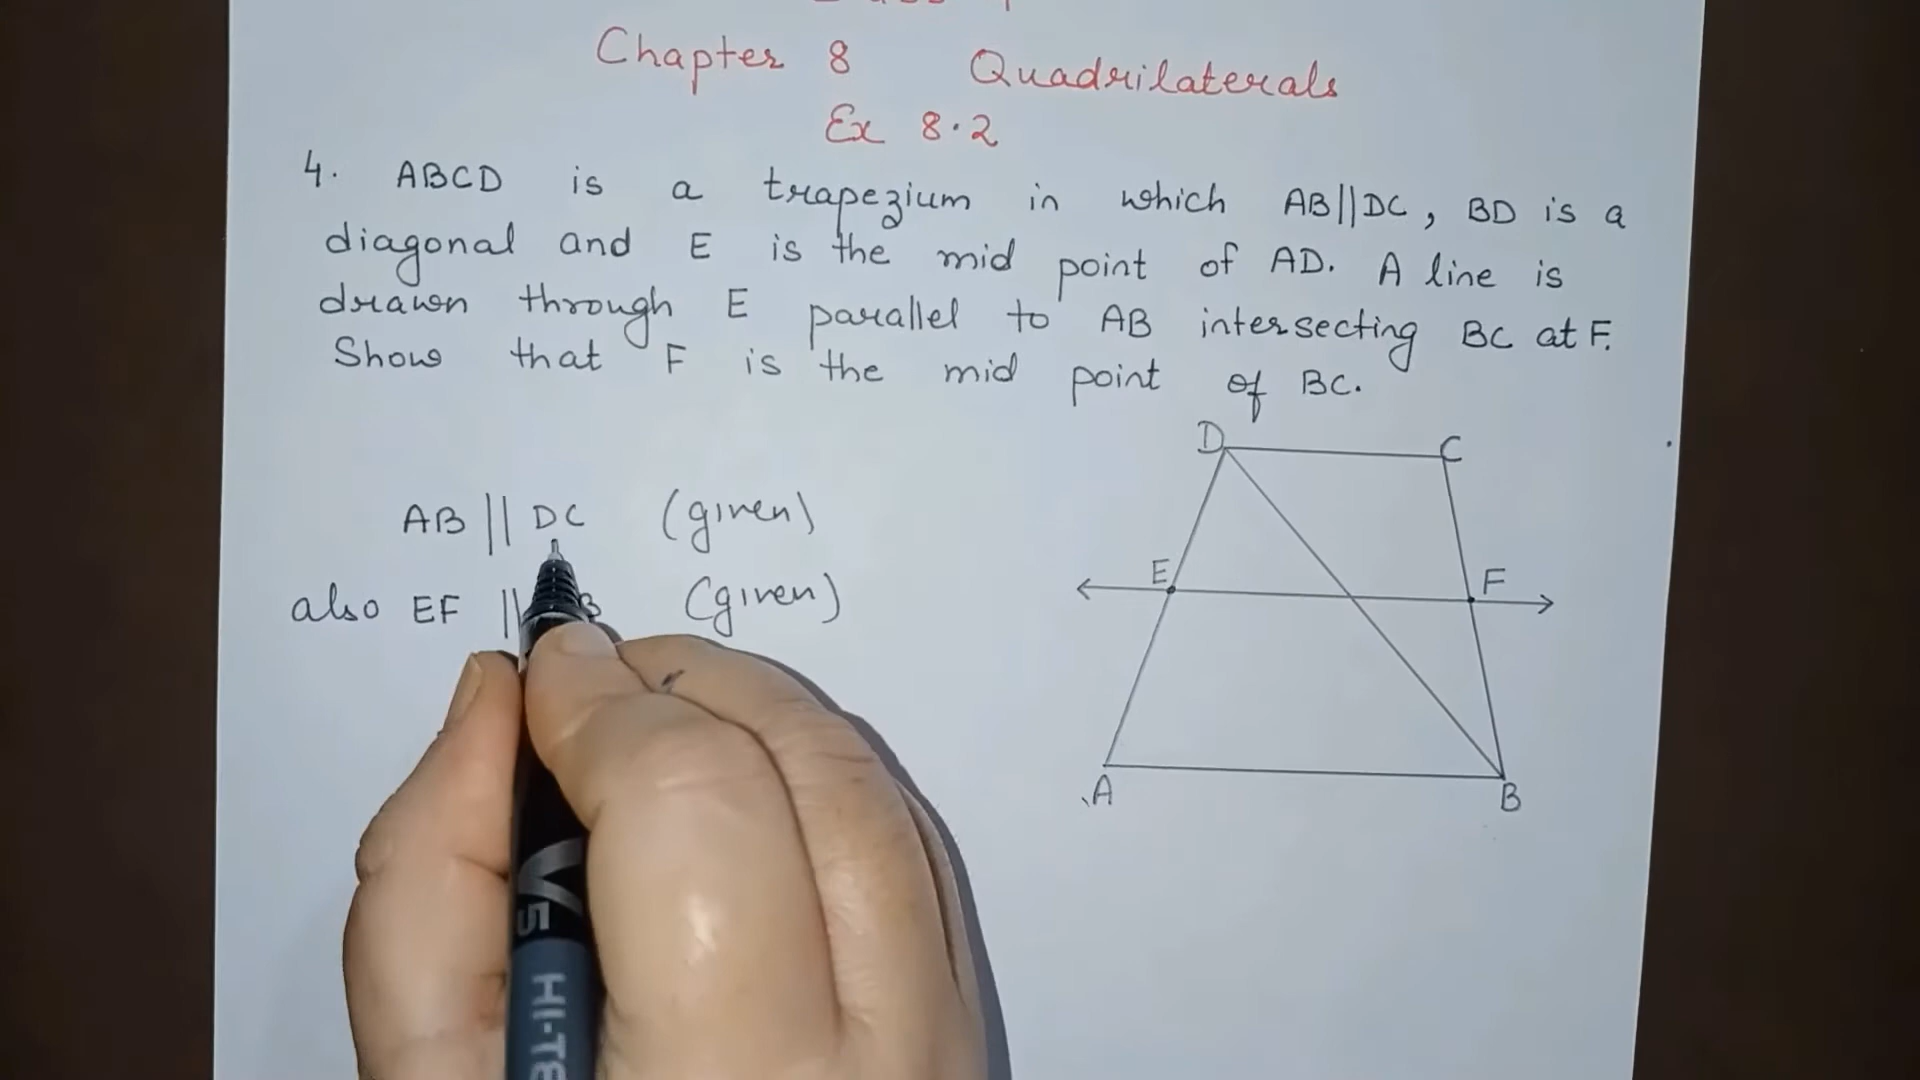 Chapter 8 Quadrilaterals
Ex 8.2
4. ABCD is a trapezium in which AB||DC, BD is a
diagonal and E is the mid point of AD. A line is
drawn through E parallel to AB intersecting BC at F.
Show that F is the mid point of BC.
D C
AB || DC (given)
E F
also EF || B (given)
A B
V5
HI-TE